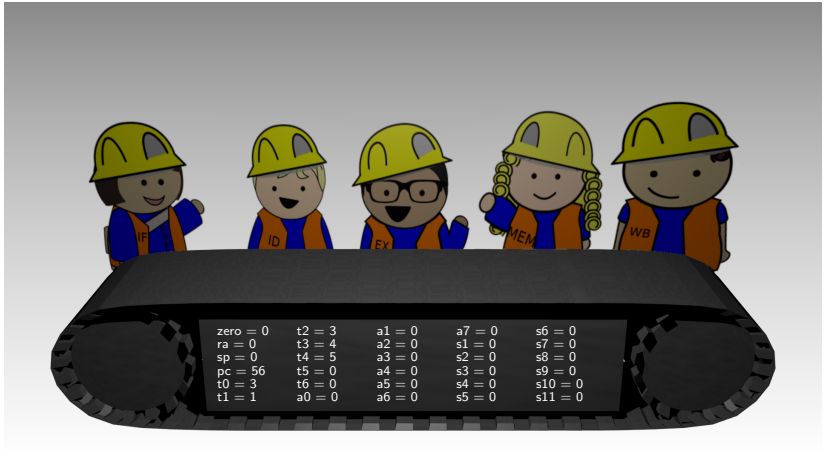 IF
ID
EX
MEM
WB
zero = 0 t2 = 3 a1 = 0 a7 = 0 s6 = 0
ra = 0 t3 = 4 a2 = 0 s1 = 0 s7 = 0
sp = 0 t4 = 5 a3 = 0 s2 = 0 s8 = 0
pc = 56 t5 = 0 a4 = 0 s3 = 0 s9 = 0
t0 = 3 t6 = 0 a5 = 0 s4 = 0 s10 = 0
t1 = 1 a0 = 0 a6 = 0 s5 = 0 s11 = 0